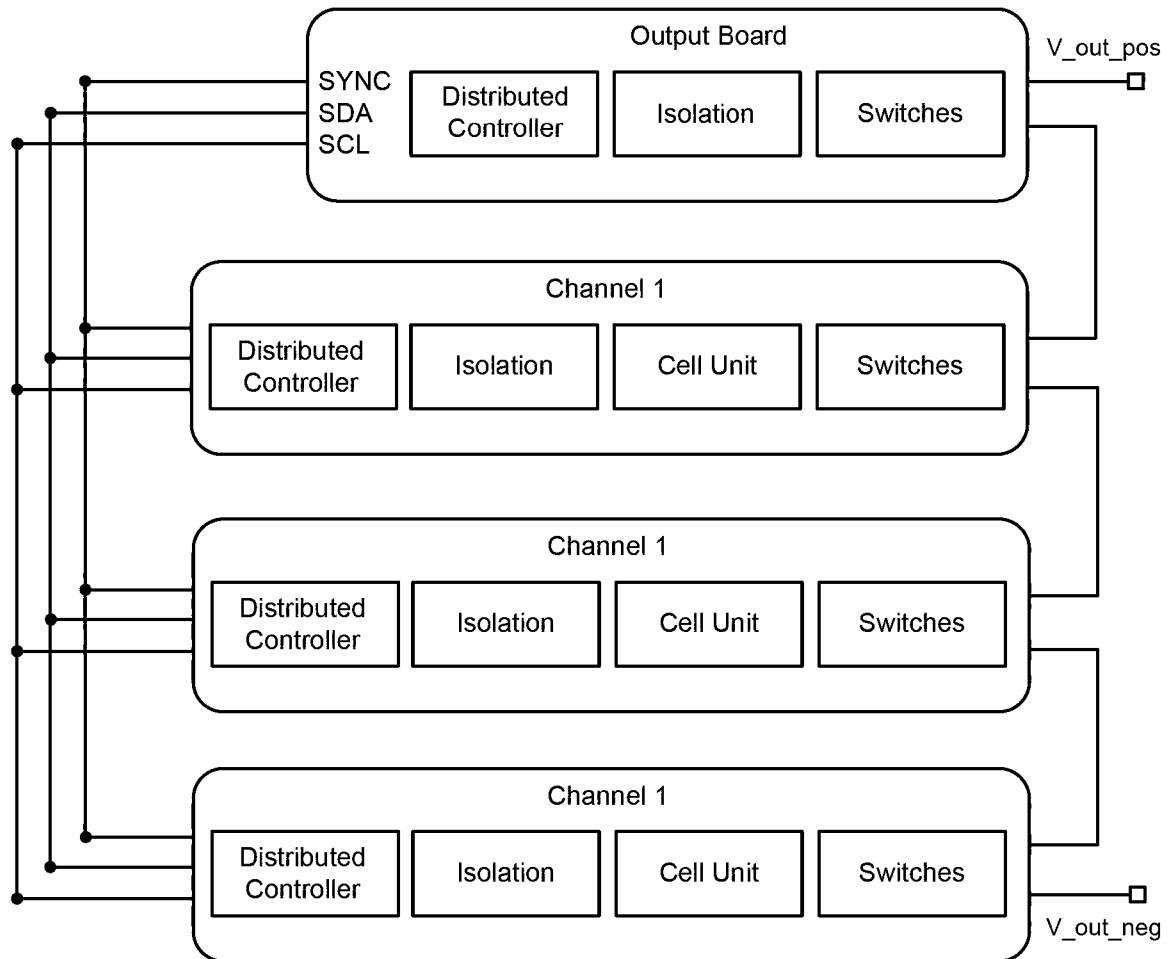 Output Board
V_out_pos
SYNC
SDA
SCL
Distributed
Controller
Isolation
Switches
Channel 1
Distributed
Controller
Isolation
Cell Unit
Switches
Channel 1
Distributed
Controller
Isolation
Cell Unit
Switches
Channel 1
Distributed
Controller
Isolation
Cell Unit
Switches
V_out_neg